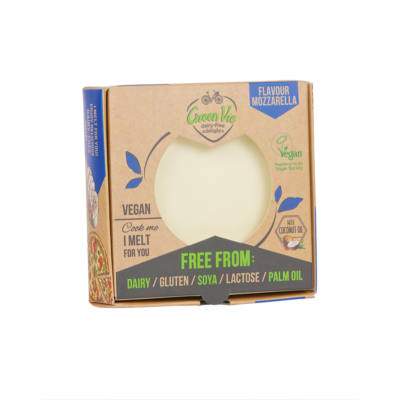 FLAVOUR
MOZZARELLA
Green Vie
dairy-free
delights
Vegan
VEGAN
Cook me
I MELT
FOR YOU
WITH
COCONUT OIL
FREE FROM:
DAIRY / GLUTEN / SOYA / LACTOSE / PALM OIL